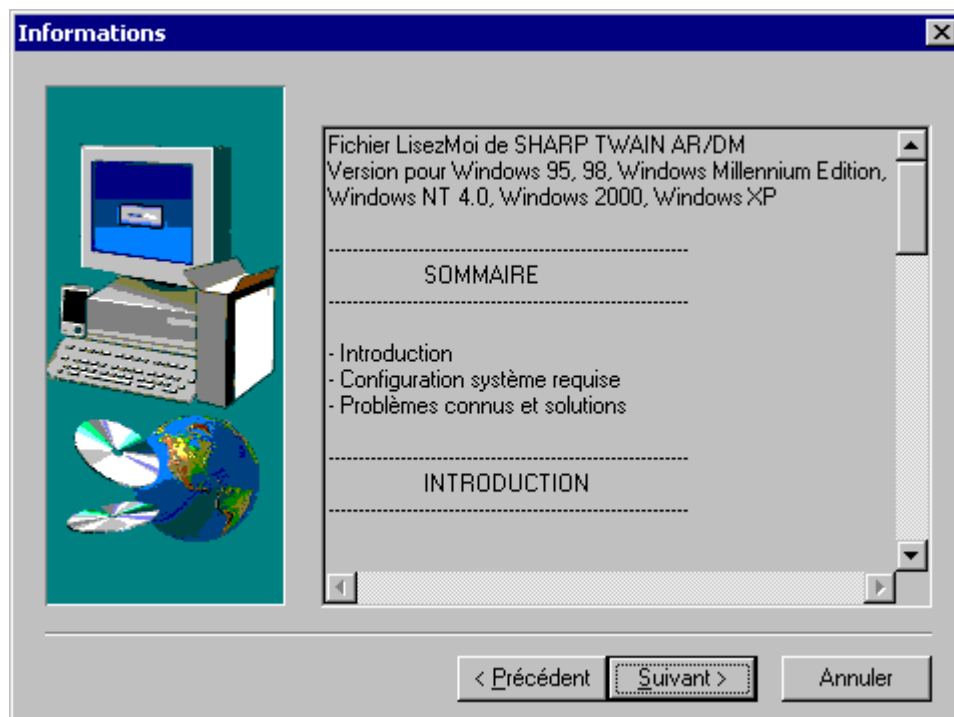 Informations
Fichier LisezMoi de SHARP TWAIN AR/DM
Version pour Windows 95, 98, Windows Millennium Edition,
Windows NT 4.0, Windows 2000, Windows XP
------------------------------------------------------------
SOMMAIRE
------------------------------------------------------------
- Introduction
- Configuration système requise
- Problèmes connus et solutions
------------------------------------------------------------
INTRODUCTION
------------------------------------------------------------
< Précédent
Suivant >
Annuler